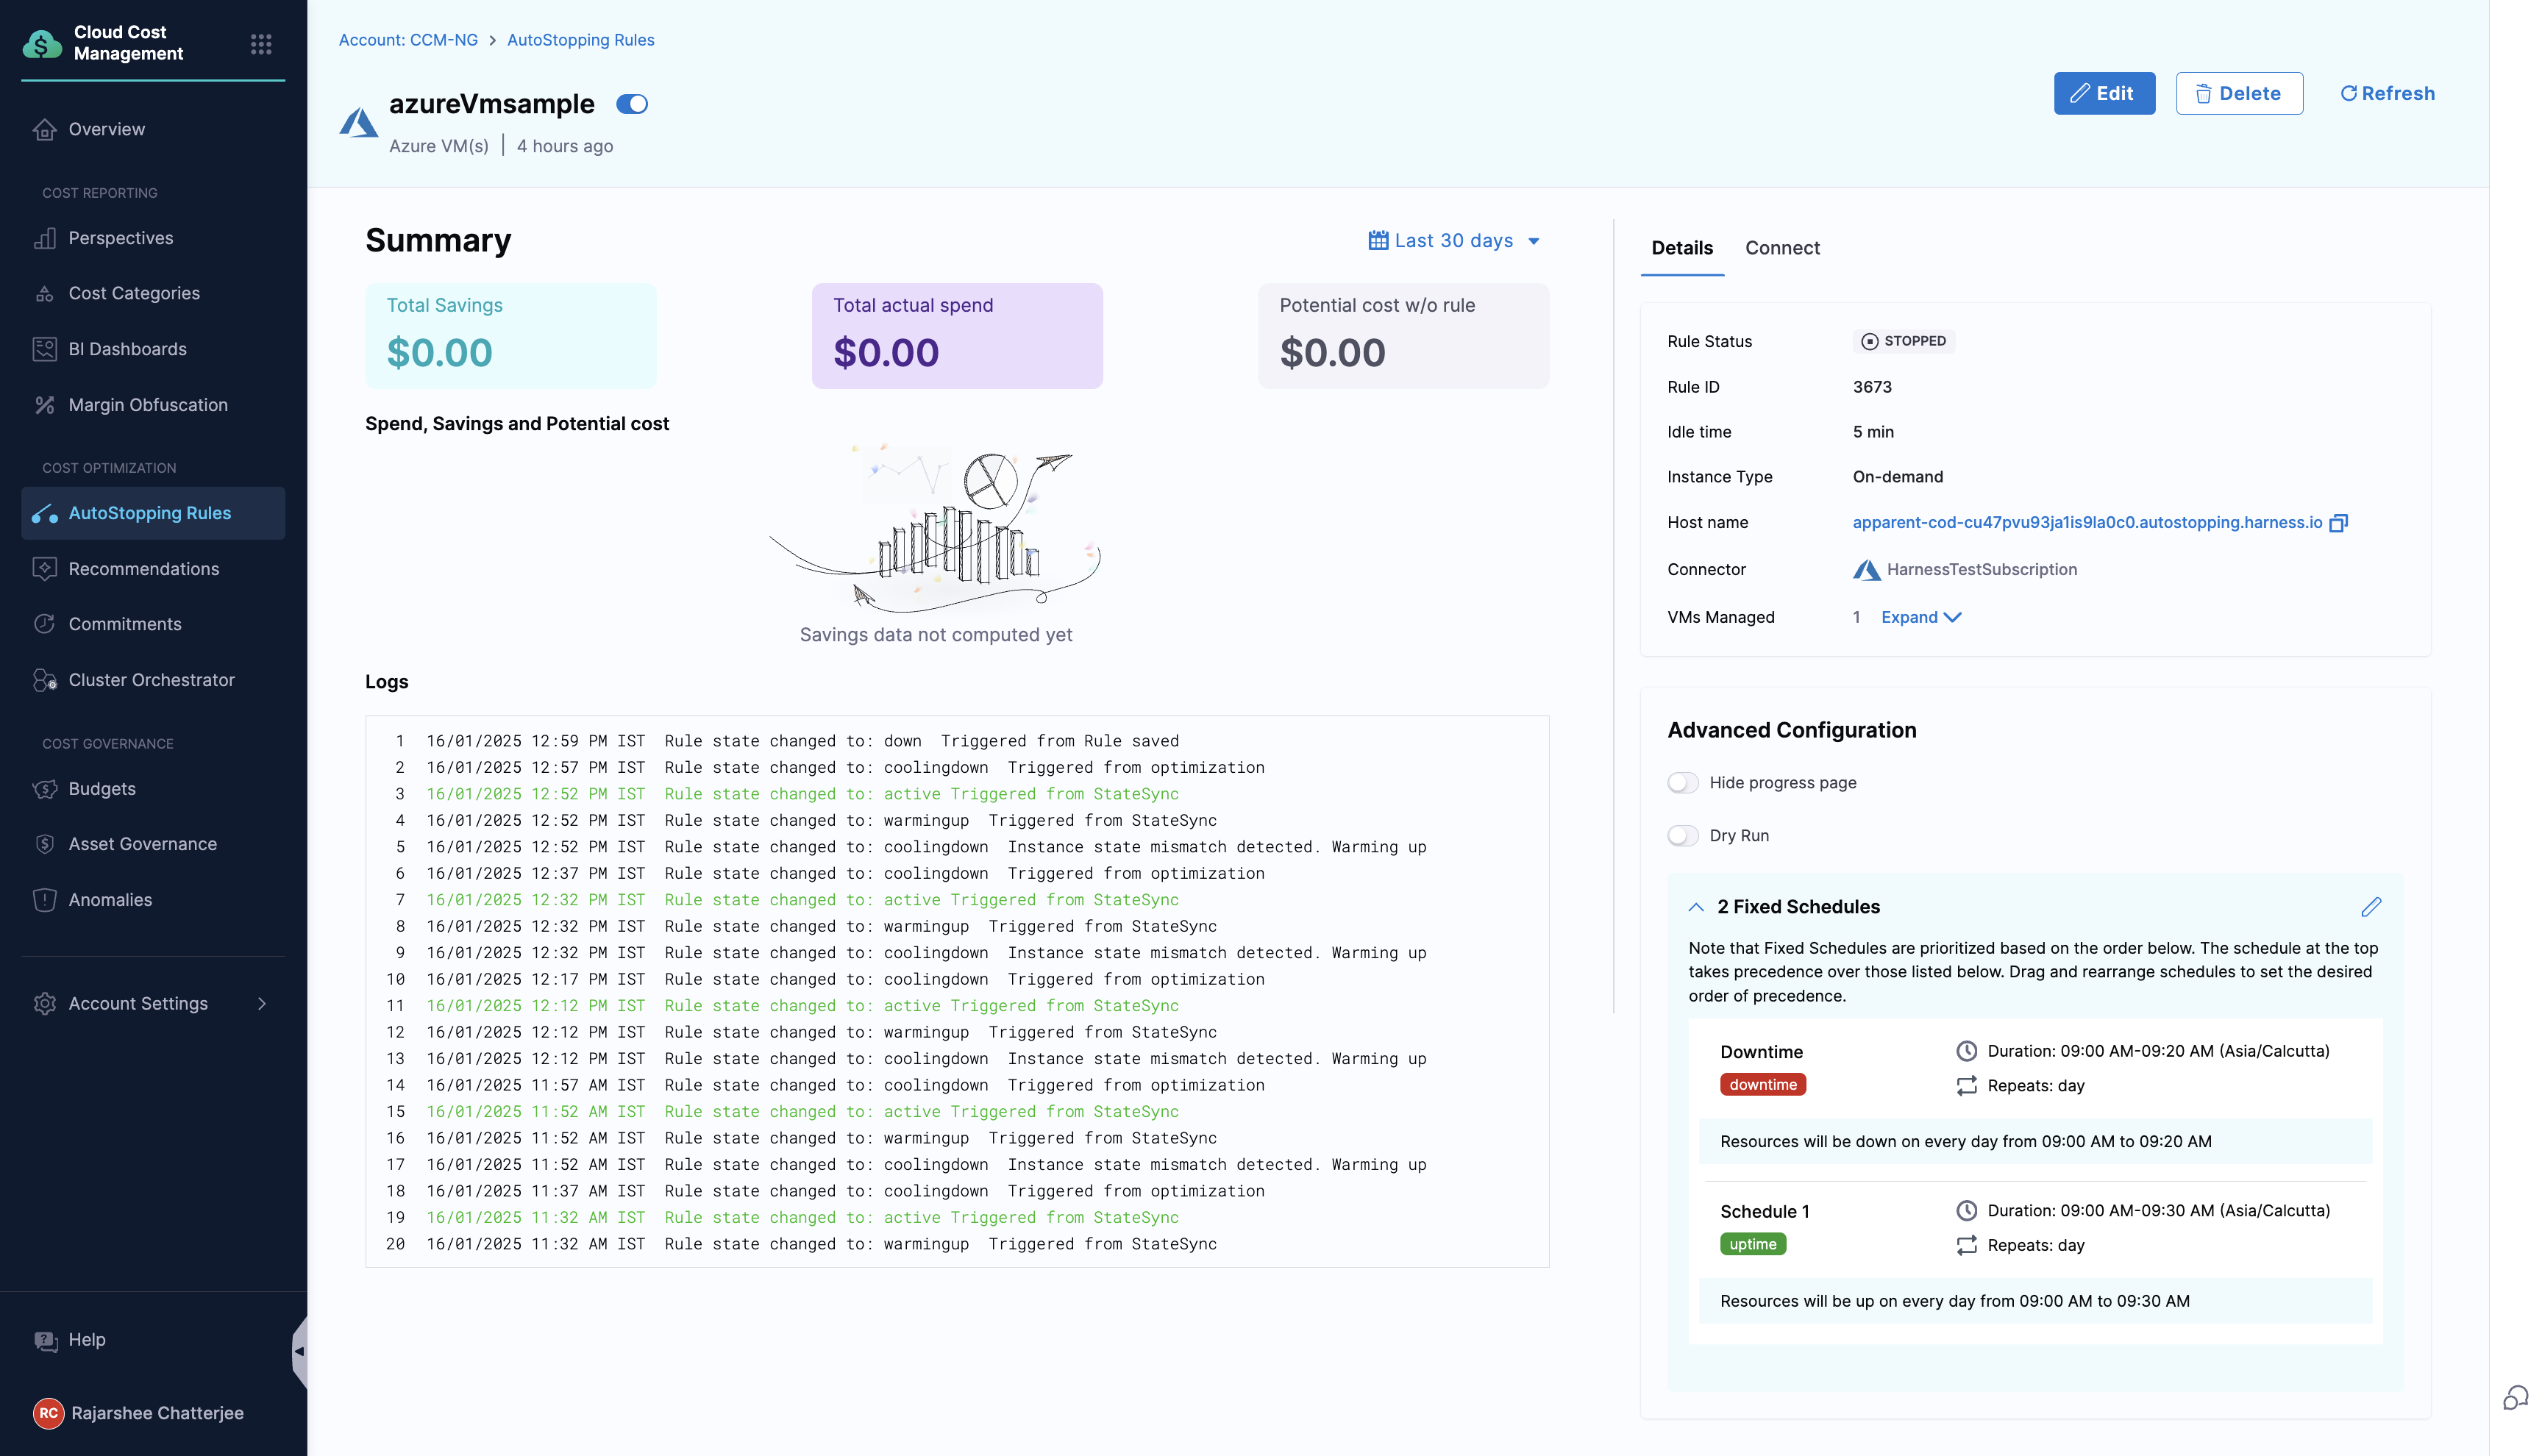 Cloud Cost
Management
Overview
COST REPORTING
Perspectives
Cost Categories
BI Dashboards
Margin Obfuscation
COST OPTIMIZATION
AutoStopping Rules
Recommendations
Commitments
Cluster Orchestrator
COST GOVERNANCE
Budgets
Asset Governance
Anomalies
Account Settings
Help
RC Rajarshee Chatterjee
Account: CCM-NG > AutoStopping Rules
azureVmsample
Azure VM(s) | 4 hours ago
Edit
Delete
Refresh
Summary
Last 30 days
Total Savings
$0.00
Total actual spend
$0.00
Potential cost w/o rule
$0.00
Spend, Savings and Potential cost
Savings data not computed yet
Logs
1 16/01/2025 12:59 PM IST Rule state changed to: down Triggered from Rule saved
2 16/01/2025 12:57 PM IST Rule state changed to: coolingdown Triggered from optimization
3 16/01/2025 12:52 PM IST Rule state changed to: active Triggered from StateSync
4 16/01/2025 12:52 PM IST Rule state changed to: warmingup Triggered from StateSync
5 16/01/2025 12:52 PM IST Rule state changed to: coolingdown Instance state mismatch detected. Warming up
6 16/01/2025 12:37 PM IST Rule state changed to: coolingdown Triggered from optimization
7 16/01/2025 12:32 PM IST Rule state changed to: active Triggered from StateSync
8 16/01/2025 12:32 PM IST Rule state changed to: warmingup Triggered from StateSync
9 16/01/2025 12:32 PM IST Rule state changed to: coolingdown Instance state mismatch detected. Warming up
10 16/01/2025 12:17 PM IST Rule state changed to: coolingdown Triggered from optimization
11 16/01/2025 12:12 PM IST Rule state changed to: active Triggered from StateSync
12 16/01/2025 12:12 PM IST Rule state changed to: warmingup Triggered from StateSync
13 16/01/2025 12:12 PM IST Rule state changed to: coolingdown Instance state mismatch detected. Warming up
14 16/01/2025 11:57 AM IST Rule state changed to: coolingdown Triggered from optimization
15 16/01/2025 11:52 AM IST Rule state changed to: active Triggered from StateSync
16 16/01/2025 11:52 AM IST Rule state changed to: warmingup Triggered from StateSync
17 16/01/2025 11:52 AM IST Rule state changed to: coolingdown Instance state mismatch detected. Warming up
18 16/01/2025 11:37 AM IST Rule state changed to: coolingdown Triggered from optimization
19 16/01/2025 11:32 AM IST Rule state changed to: active Triggered from StateSync
20 16/01/2025 11:32 AM IST Rule state changed to: warmingup Triggered from StateSync
Details Connect
Rule Status STOPPED
Rule ID 3673
Idle time 5 min
Instance Type On-demand
Host name apparent-cod-cu47pvu93ja1is9la0c0.autostopping.harness.io
Connector HarnessTestSubscription
VMs Managed 1 Expand
Advanced Configuration
Hide progress page
Dry Run
2 Fixed Schedules
Note that Fixed Schedules are prioritized based on the order below. The schedule at the top
takes precedence over those listed below. Drag and rearrange schedules to set the desired
order of precedence.
Downtime Duration: 09:00 AM-09:20 AM (Asia/Calcutta)
downtime Repeats: day
Resources will be down on every day from 09:00 AM to 09:20 AM
Schedule 1 Duration: 09:00 AM-09:30 AM (Asia/Calcutta)
uptime Repeats: day
Resources will be up on every day from 09:00 AM to 09:30 AM